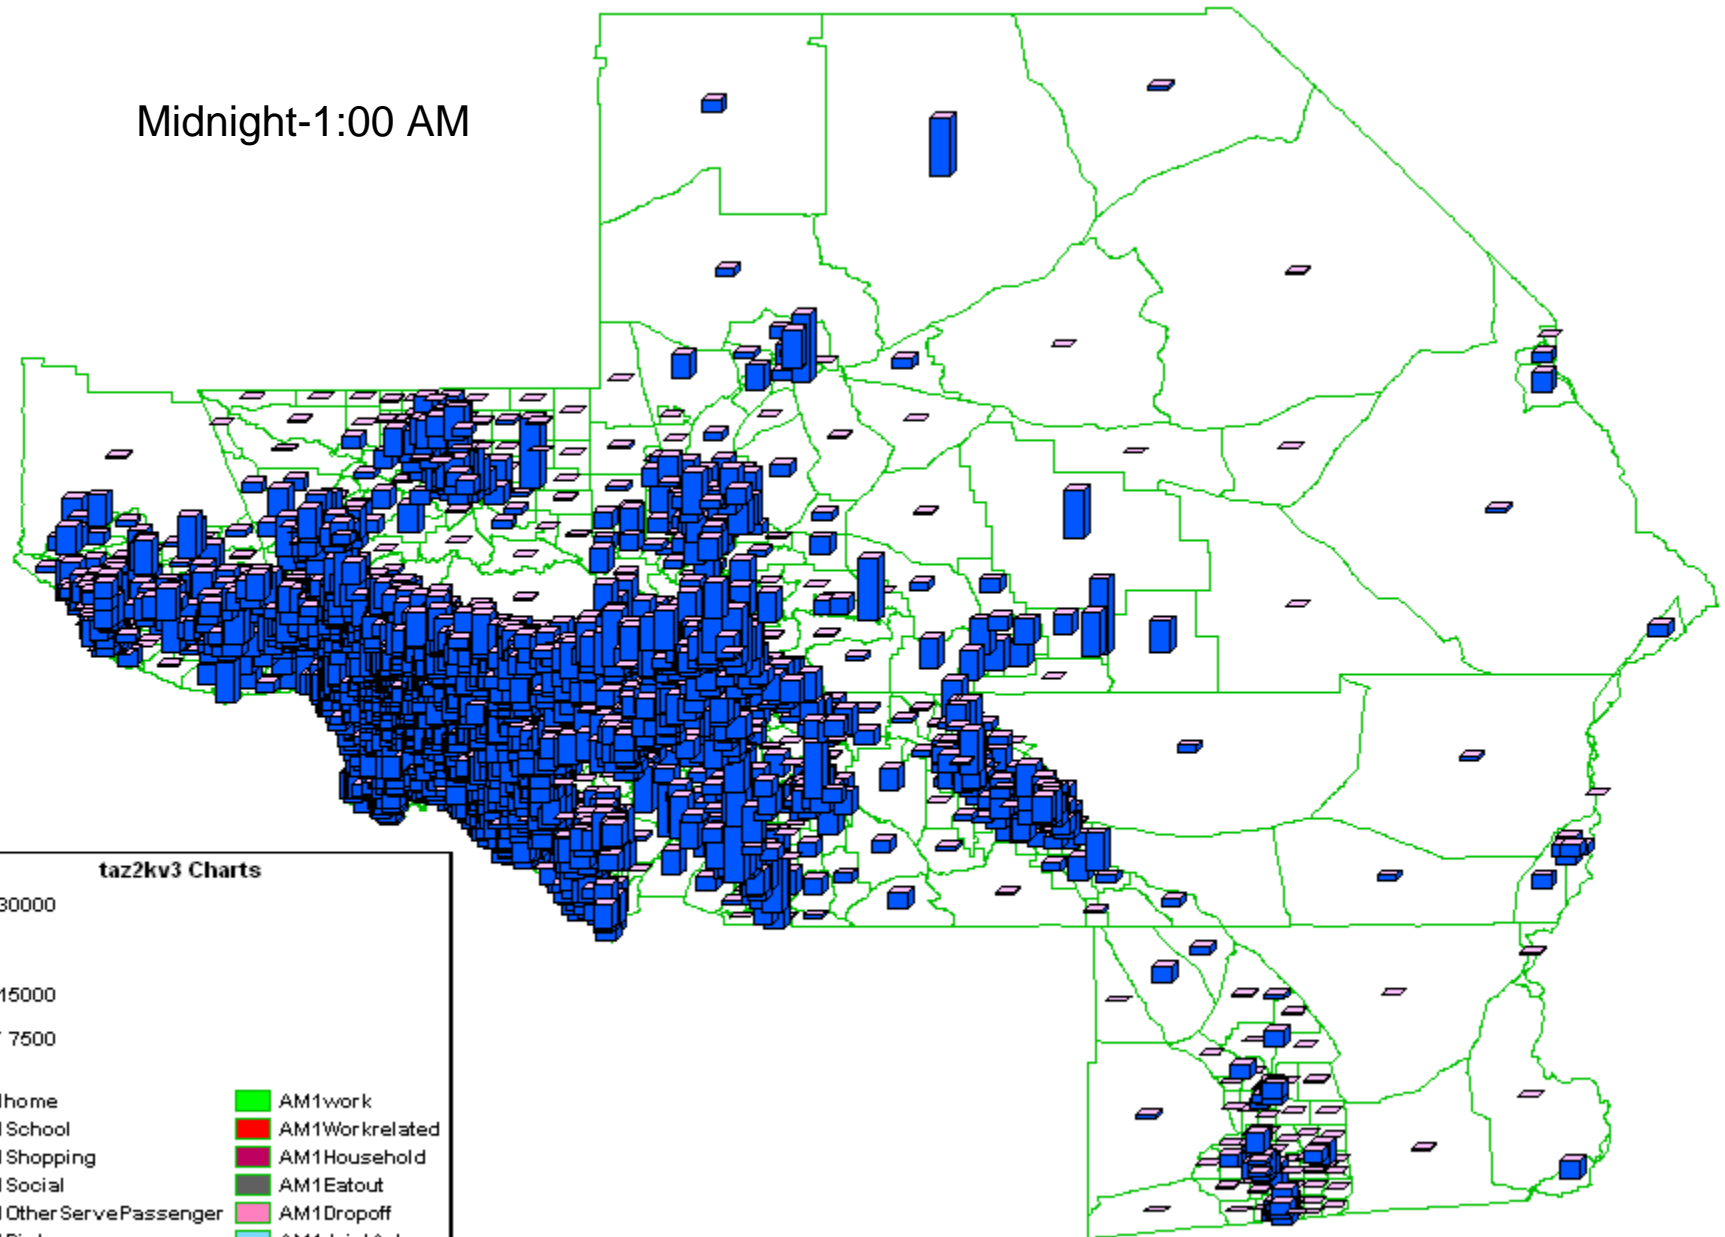 Midnight-1:00 AM
taz2kv3 Charts
30000
15000
7500
home
AM1work
School
AM1Workrelated
Shopping
AM1Household
Social
AM1Eatout
OtherServePassenger
AM1Dropoff